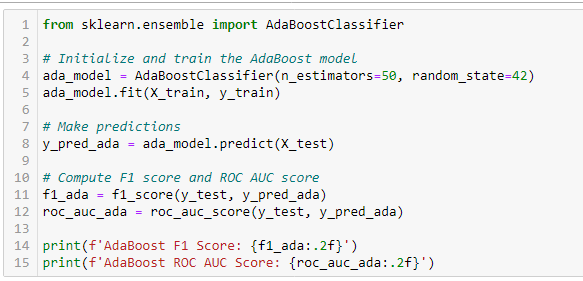 1 from sklearn.ensemble import AdaBoostClassifier
2
3 # Initialize and train the AdaBoost model
4 ada_model = AdaBoostClassifier(n_estimators=50, random_state=42)
5 ada_model.fit(X_train, y_train)
6
7 # Make predictions
8 y_pred_ada = ada_model.predict(X_test)
9
10 # Compute F1 score and ROC AUC score
11 f1_ada = f1_score(y_test, y_pred_ada)
12 roc_auc_ada = roc_auc_score(y_test, y_pred_ada)
13
14 print(f'AdaBoost F1 Score: {f1_ada:.2f}')
15 print(f'AdaBoost ROC AUC Score: {roc_auc_ada:.2f}')